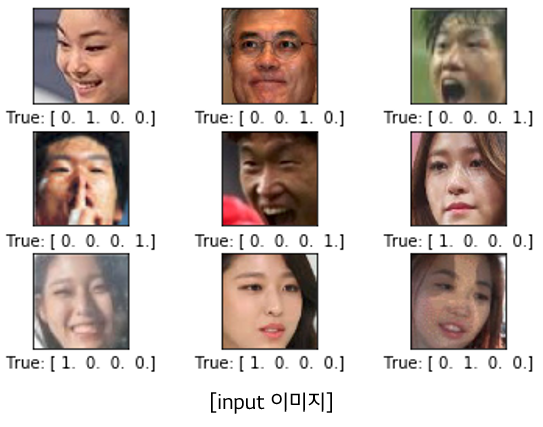 True: [ 0. 1. 0. 0.] True: [ 0. 0. 1. 0.] True: [ 0. 0. 0. 1.]
True: [ 0. 0. 0. 1.] True: [ 0. 0. 0. 1.] True: [ 1. 0. 0. 0.]
True: [ 1. 0. 0. 0.] True: [ 1. 0. 0. 0.] True: [ 0. 1. 0. 0.]
[input 이미지]